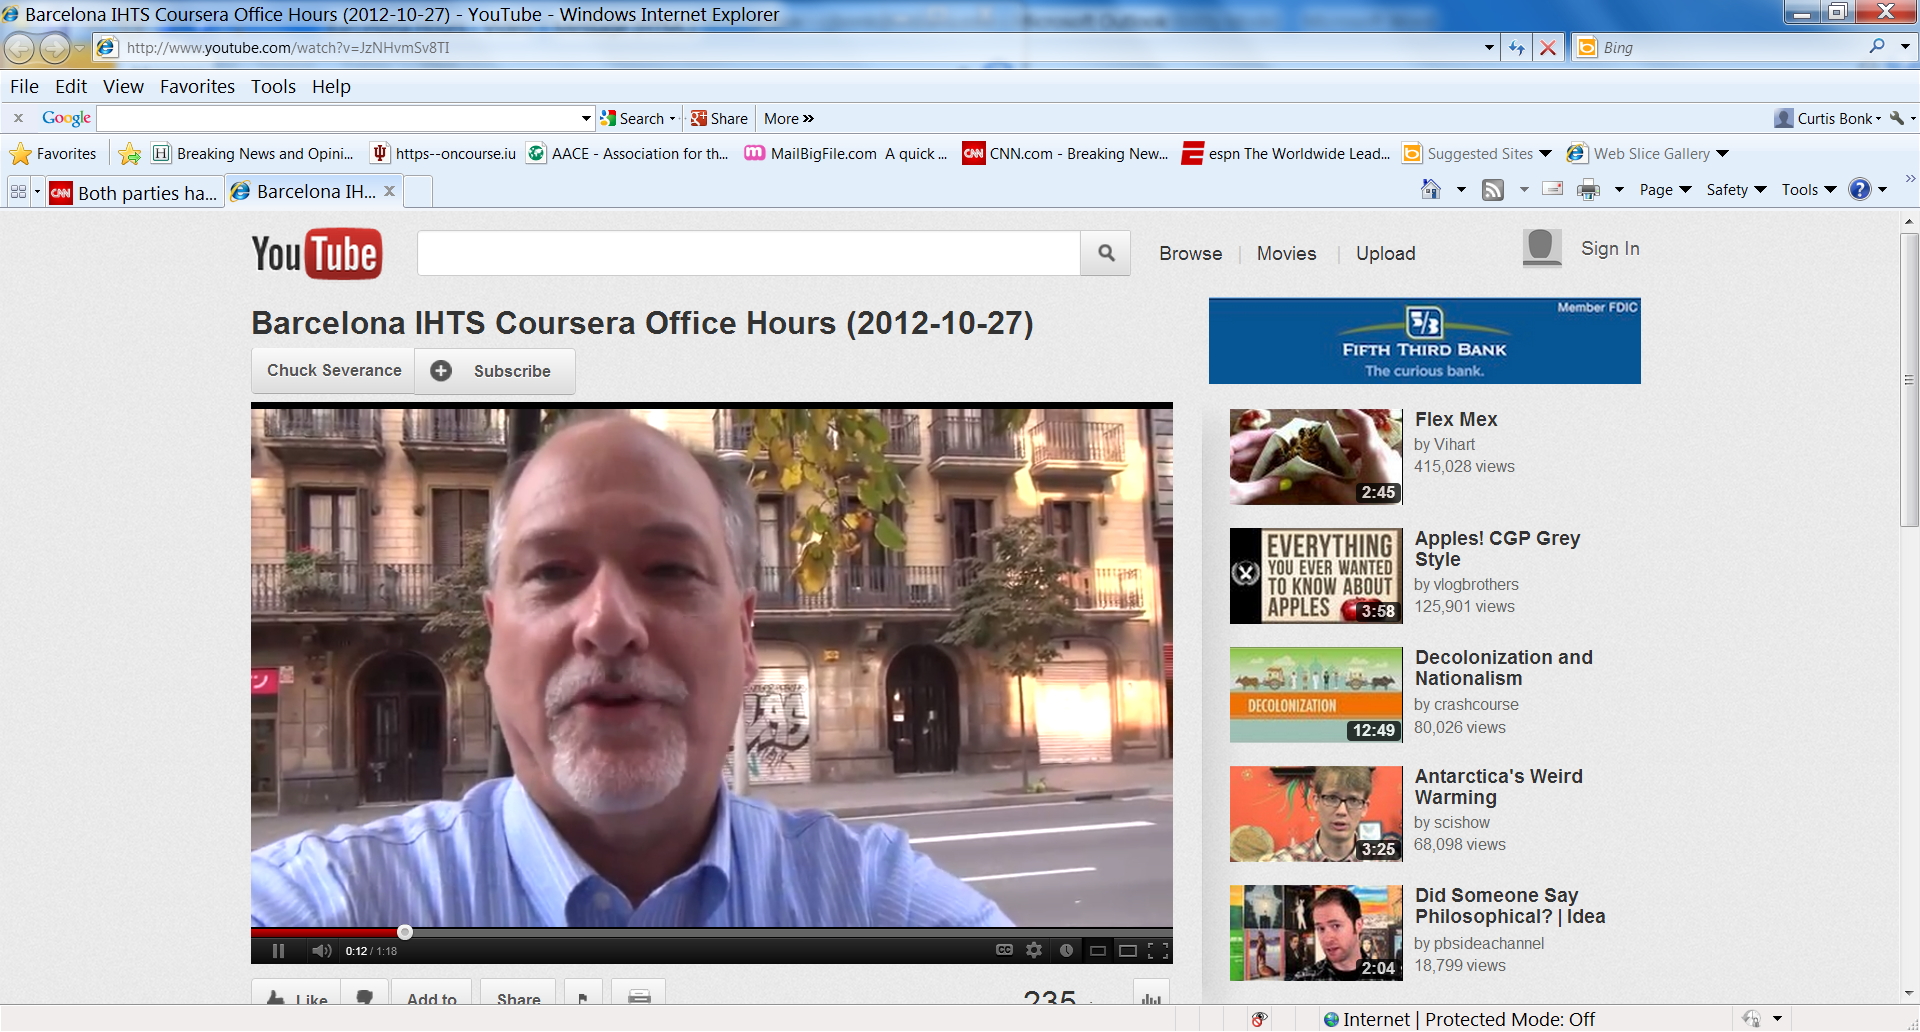 Barcelona IHTS Coursera Office Hours (2012-10-27) - YouTube - Windows Internet Explorer
http://www.youtube.com/watch?v=JzNHvmSv8TI
Bing
File Edit View Favorites Tools Help
x Google Search Share More »
Curtis Bonk
Favorites
Breaking News and Opini...
https--oncourse.iu
AACE - Association for th...
MailBigFile.com A quick ...
CNN CNN.com - Breaking New...
espn The Worldwide Lead...
Suggested Sites
Web Slice Gallery
CNN Both parties ha...
Barcelona IH...
Page Safety Tools
YouTube
Browse | Movies | Upload
Sign In
Barcelona IHTS Coursera Office Hours (2012-10-27)
Chuck Severance
Subscribe
0:12 / 1:18
CC
Like
Add to
Share
235
Member FDIC
5/3
FIFTH THIRD BANK
The curious bank.
2:45
Flex Mex
by Vihart
415,028 views
EVERYTHING
YOU EVER WANTED
TO KNOW ABOUT
APPLES
3:58
Apples! CGP Grey
Style
by vlogbrothers
125,901 views
DECOLONIZATION
12:49
Decolonization and
Nationalism
by crashcourse
80,026 views
3:25
Antarctica's Weird
Warming
by scishow
68,098 views
2:04
Did Someone Say
Philosophical? | Idea
by pbsideachannel
18,799 views
Internet | Protected Mode: Off